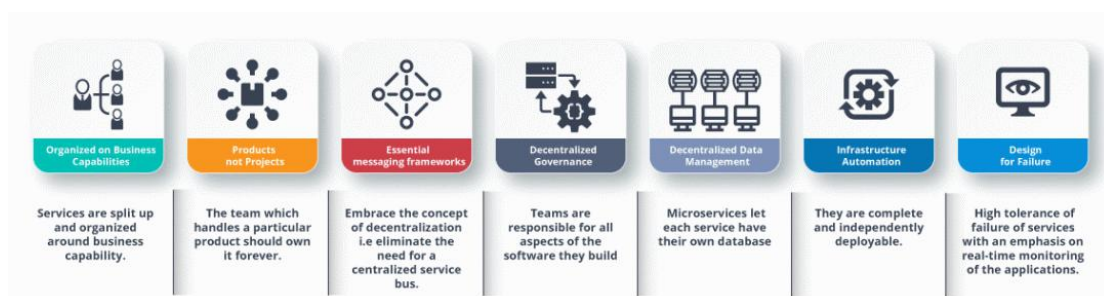 Organized on Business
Capabilities
Products
not Projects
Essential
messaging frameworks
Decentralized
Governance
Decentralized Data
Management
Infrastructure
Automation
Design
for Failure
Services are split up
and organized
around business
capability.
The team which
handles a particular
product should own
it forever.
Embrace the concept
of decentralization
i.e eliminate the
need for a
centralized service
bus.
Teams are
responsible for all
aspects of the
software they build
Microservices let
each service have
their own database
They are complete
and independently
deployable.
High tolerance of
failure of services
with an emphasis on
real-time monitoring
of the applications.